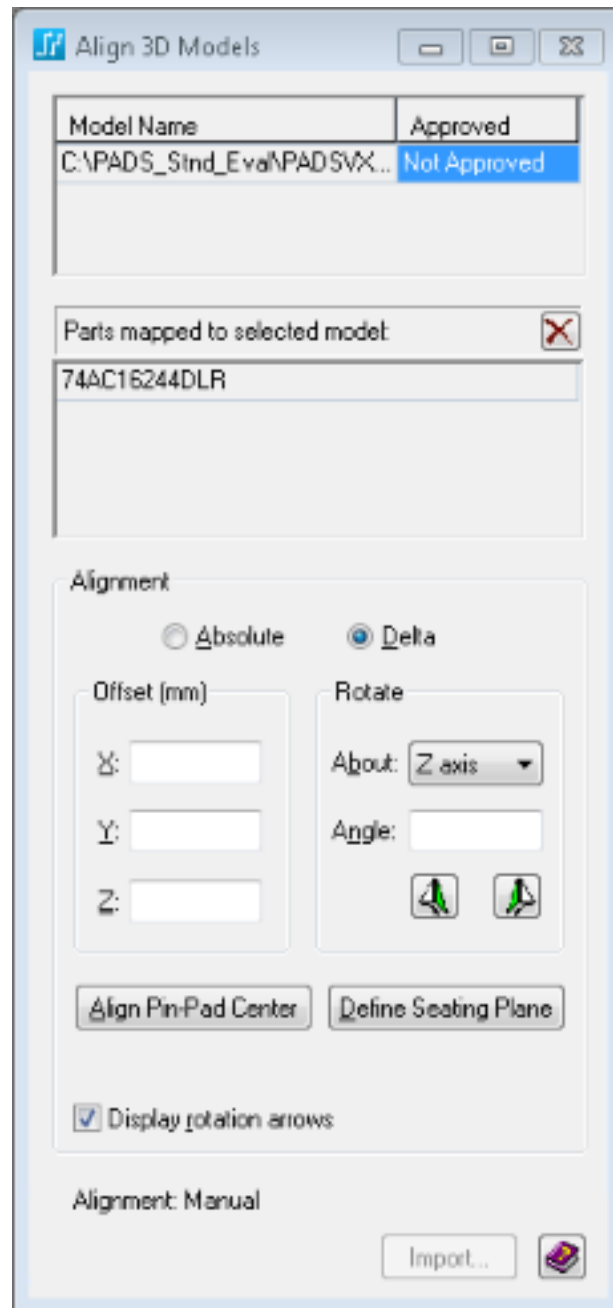 Align 3D Models
Model Name Approved
C:\PADS_Stnd_Eval\PADSVX... Not Approved
Parts mapped to selected model:
74AC16244DLR
Alignment
Absolute Delta
Offset (mm) Rotate
X: About: Z axis
Y: Angle:
Z:
Align Pin-Pad Center Define Seating Plane
Display rotation arrows
Alignment: Manual
Import...